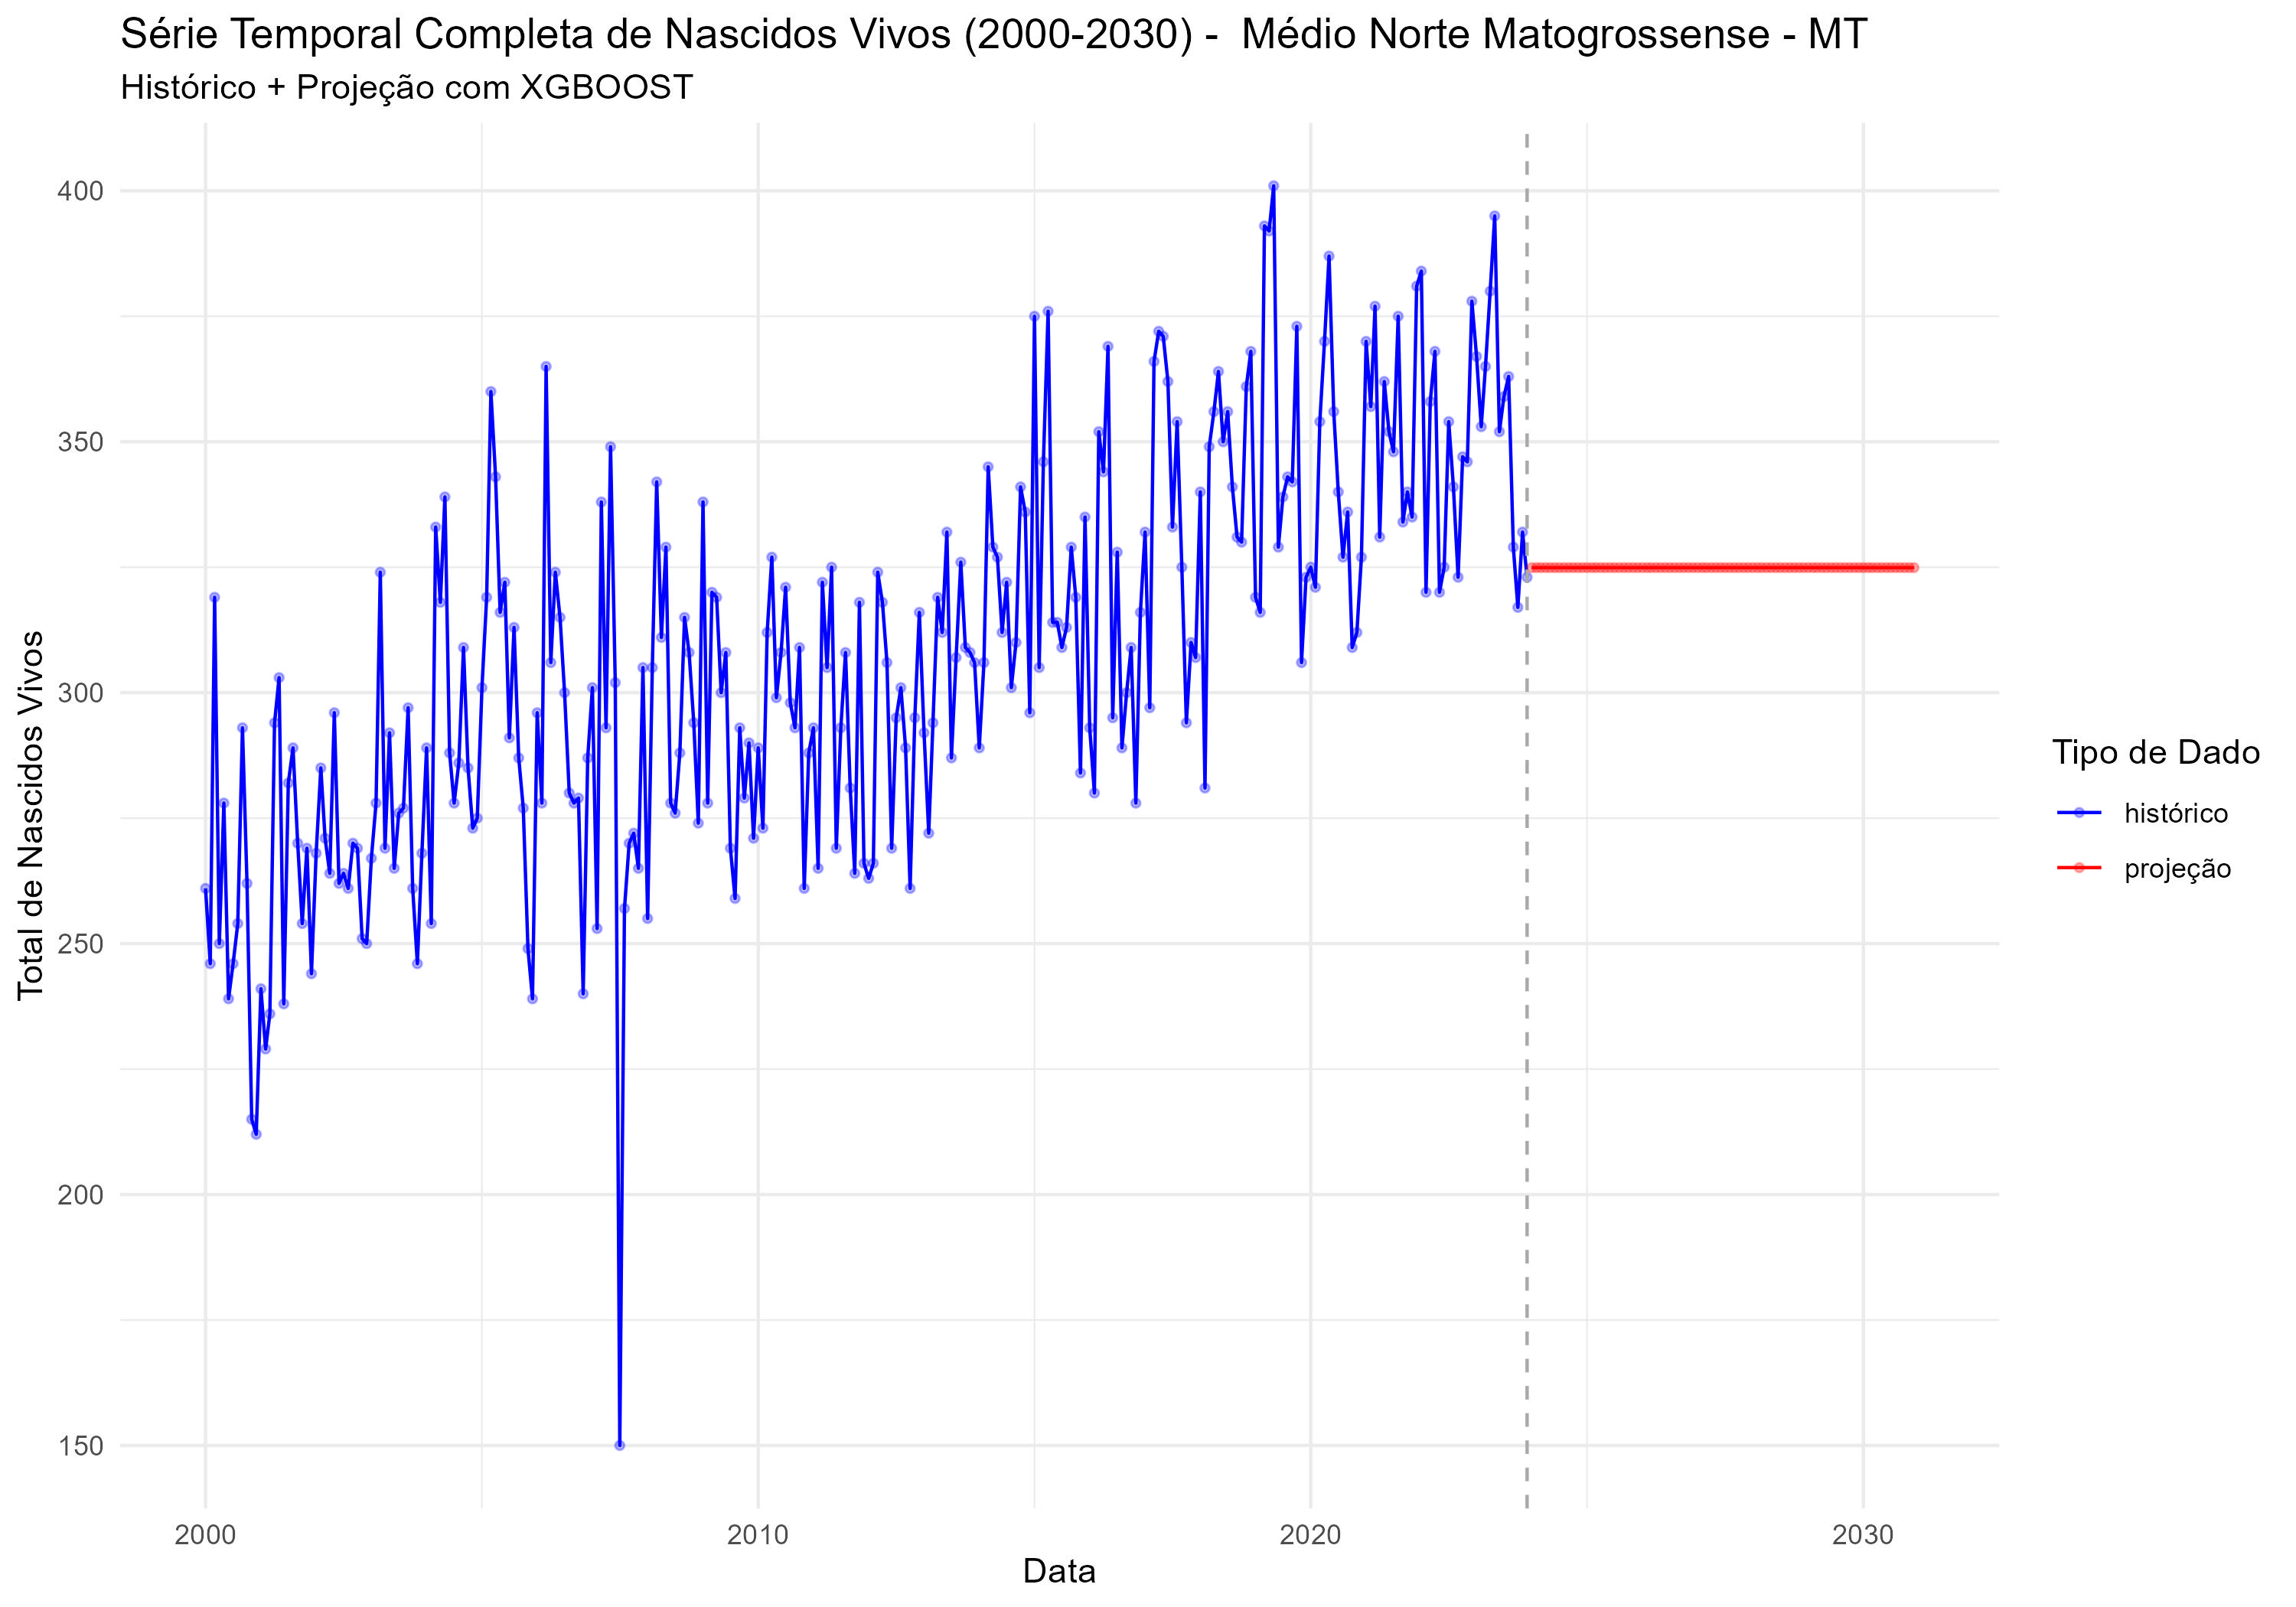 Série Temporal Completa de Nascidos Vivos (2000-2030) -  Médio Norte Matogrossense - MT
Histórico + Projeção com XGBOOST
Total de Nascidos Vivos
400
350
300
250
200
150
2000
2010
2020
2030
Data
Tipo de Dado
histórico
projeção